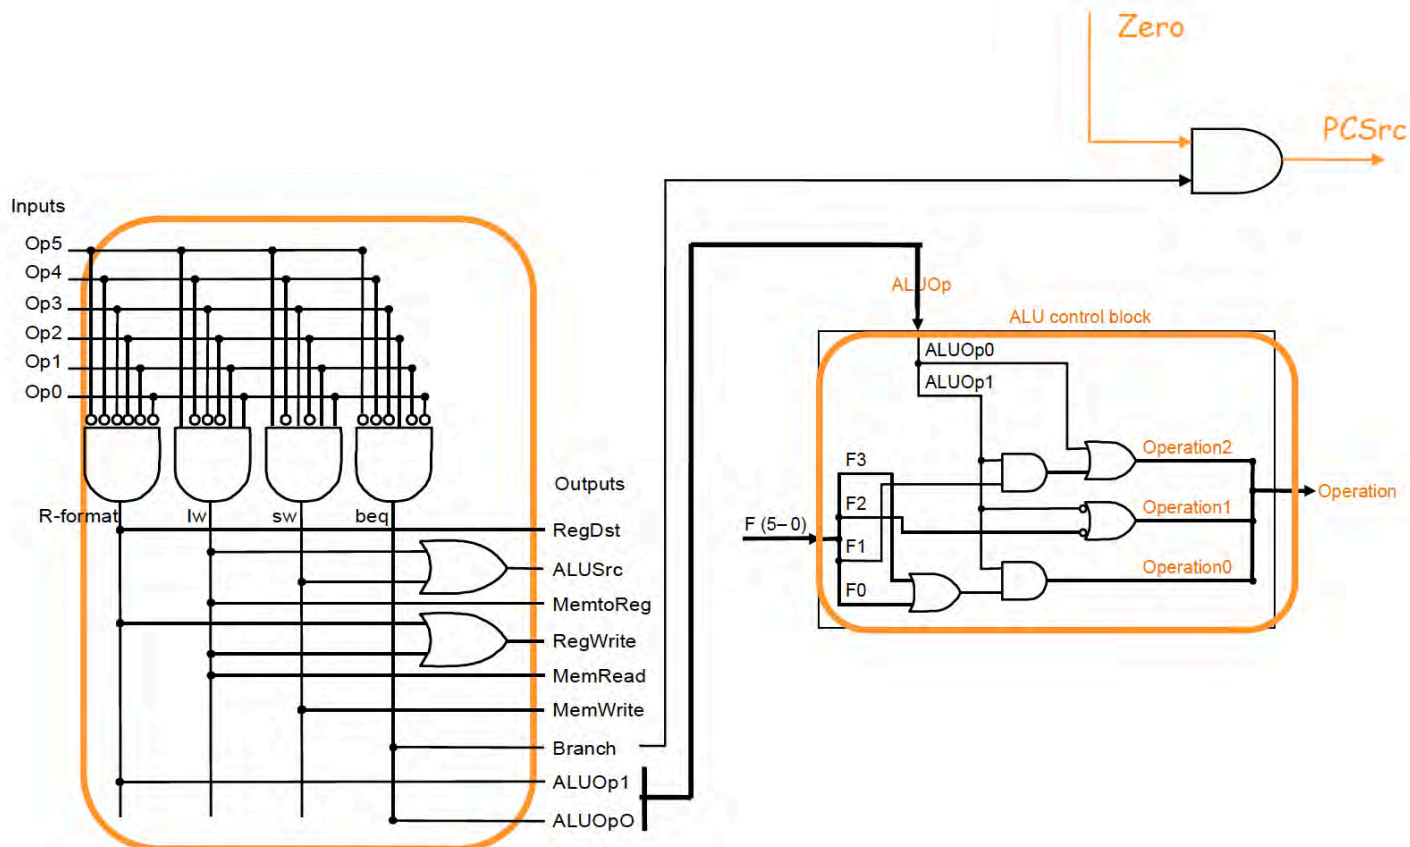 Zero
PCSrc
Inputs
Op5
Op4
Op3
Op2
Op1
Op0
R-format
lw
sw
beq
Outputs
RegDst
ALUSrc
MemtoReg
RegWrite
MemRead
MemWrite
Branch
ALUOp1
ALUOpO
ALUOp
ALU control block
ALUOp0
ALUOp1
F3
F2
F (5–0)
F1
F0
Operation2
Operation1
Operation0
Operation